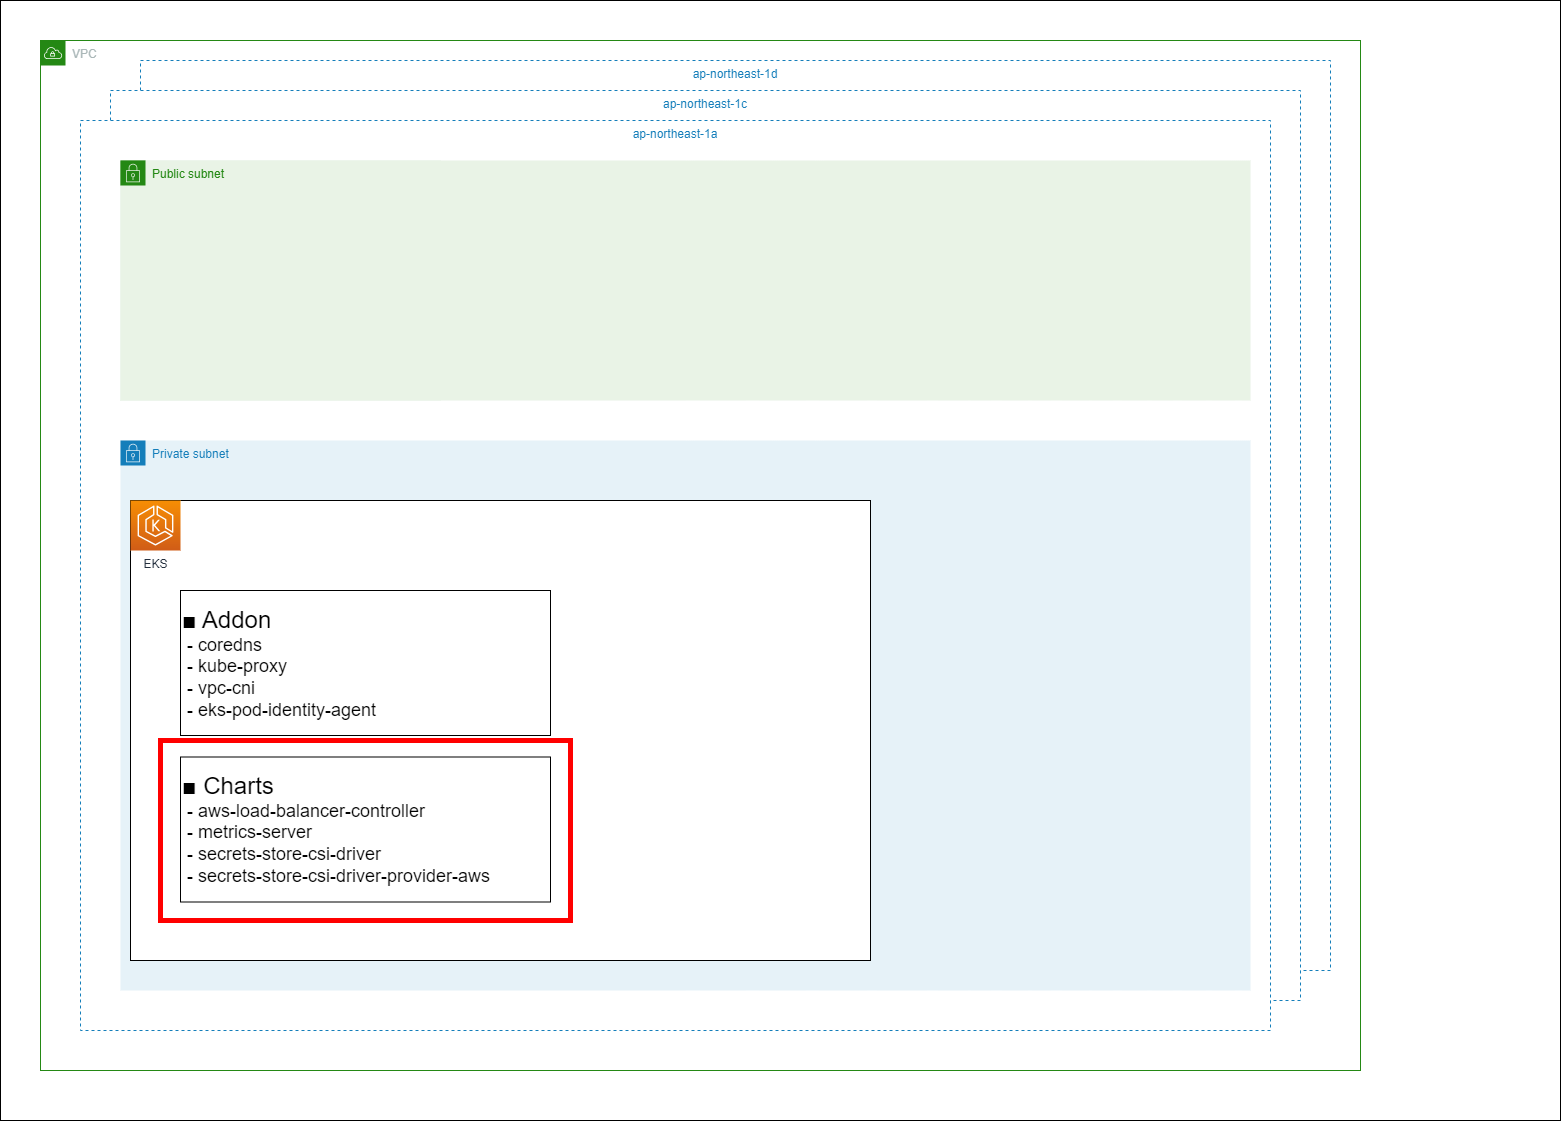 VPC
ap-northeast-1d
ap-northeast-1c
ap-northeast-1a
Public subnet
Private subnet
EKS
■ Addon
- coredns
- kube-proxy
- vpc-cni
- eks-pod-identity-agent
■ Charts
- aws-load-balancer-controller
- metrics-server
- secrets-store-csi-driver
- secrets-store-csi-driver-provider-aws